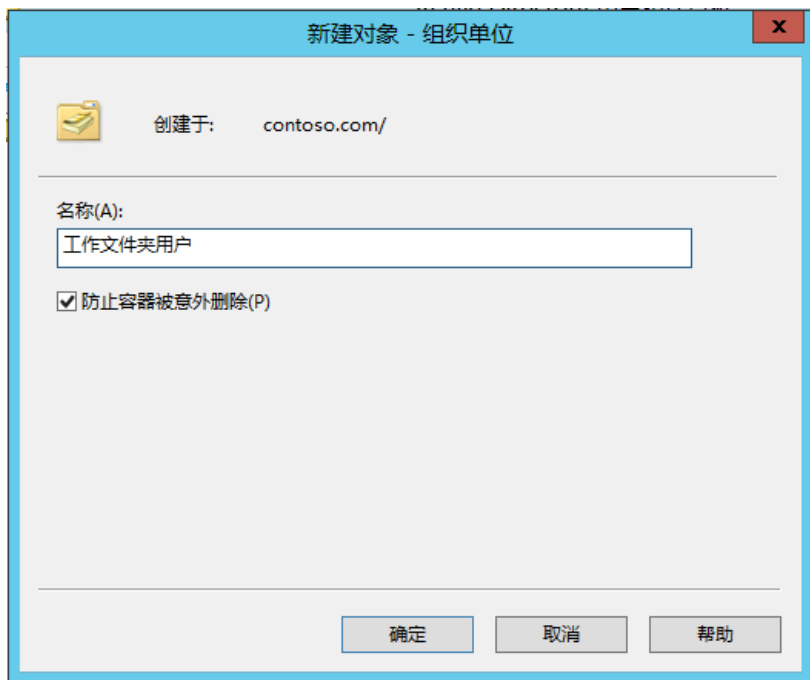 新建对象 - 组织单位
x
创建于: contoso.com/
名称(A):
工作文件夹用户
防止容器被意外删除(P)
确定 取消 帮助